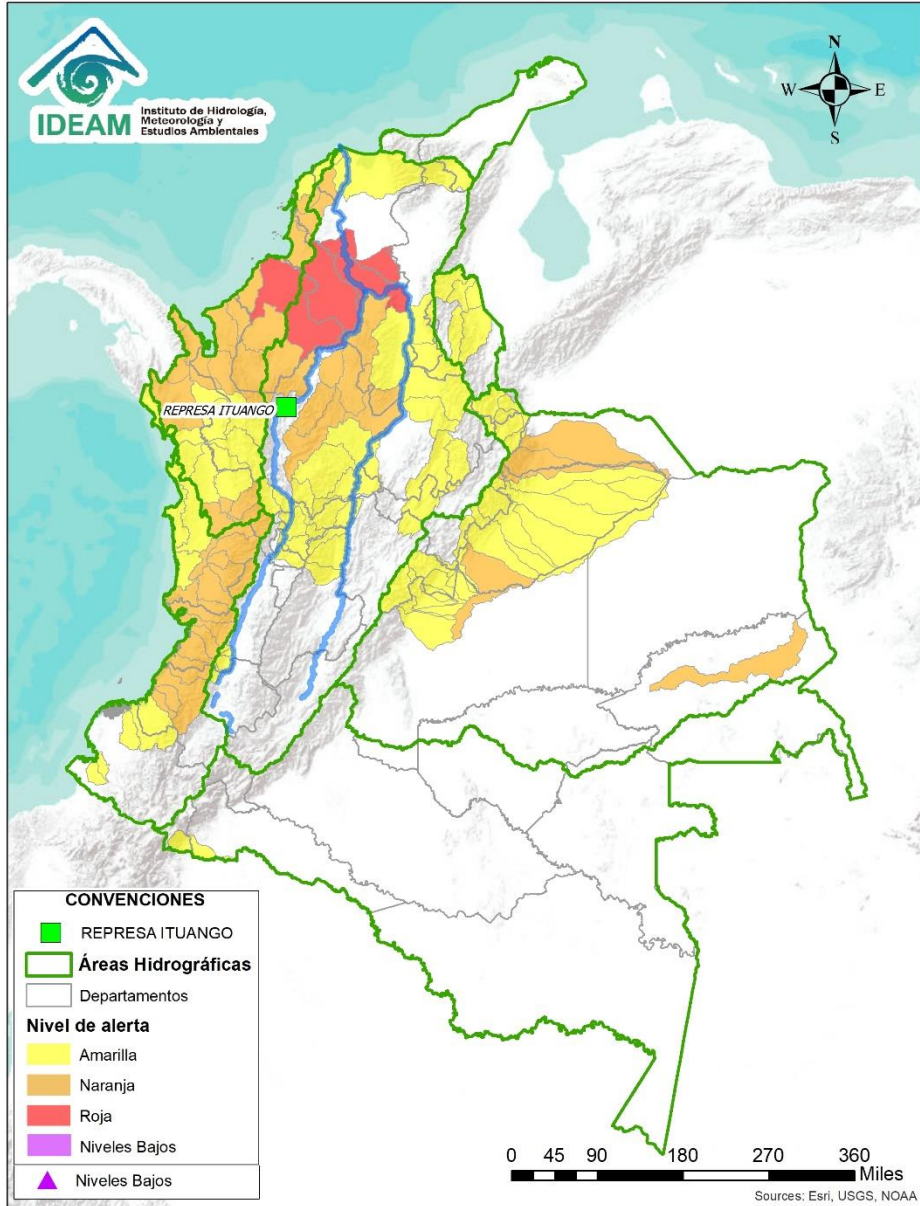 IDEAM
Instituto de Hidrología,
Meteorología y
Estudios Ambientales
N
W
E
S
REPRESA ITUANGO
CONVENCIONES
REPRESA ITUANGO
Áreas Hidrográficas
Departamentos
Nivel de alerta
Amarilla
Naranja
Roja
Niveles Bajos
Niveles Bajos
0 45 90 180 270 360
Miles
Sources: Esri, USGS, NOAA